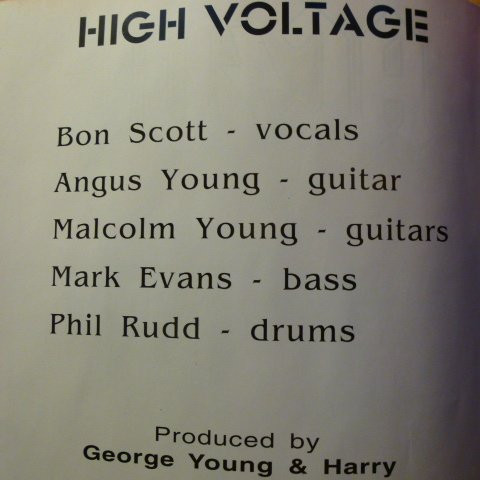 HIGH VOLTAGE
Bon Scott - vocals
Angus Young - guitar
Malcolm Young - guitars
Mark Evans - bass
Phil Rudd - drums
Produced by
George Young & Harry